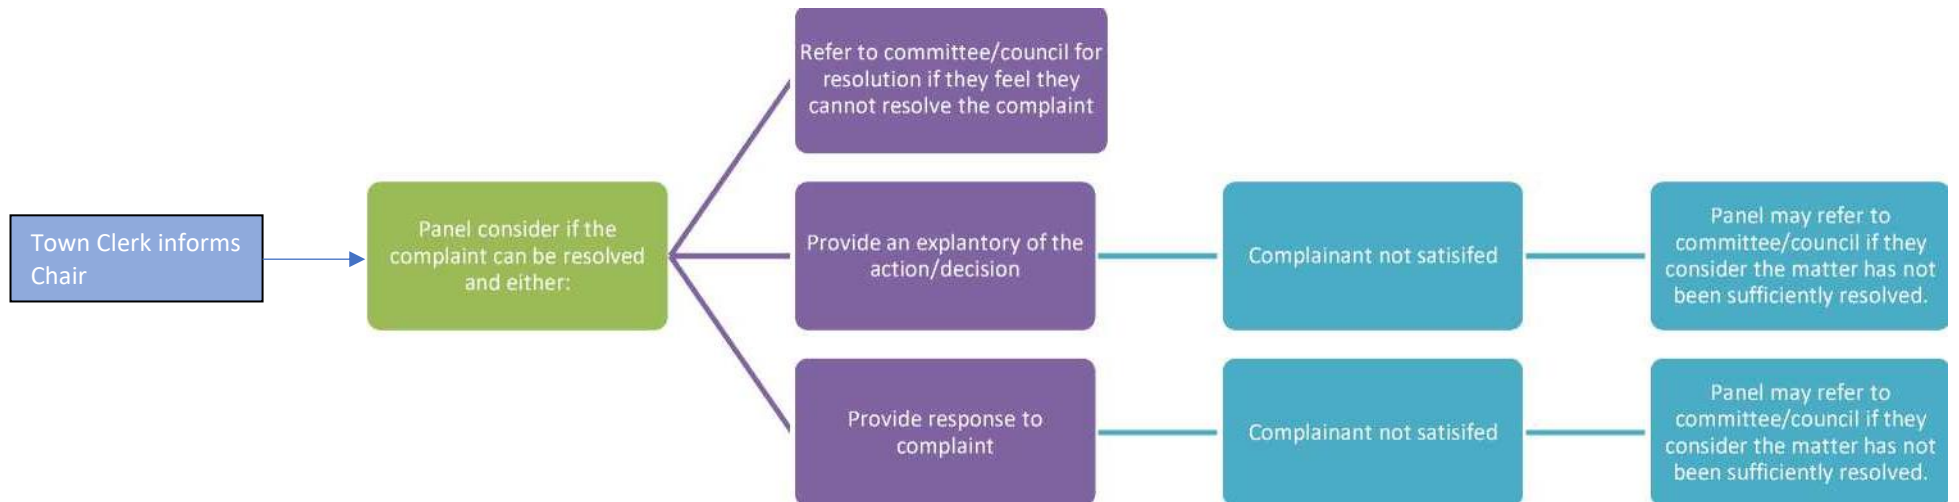 Town Clerk informs
Chair
Panel consider if the
complaint can be resolved
and either:
Refer to committee/council for
resolution if they feel they
cannot resolve the complaint
Provide an explantory of the
action/decision
Complainant not satisifed
Panel may refer to
committee/council if they
consider the matter has not
been sufficiently resolved.
Provide response to
complaint
Complainant not satisifed
Panel may refer to
committee/council if they
consider the matter has not
been sufficiently resolved.